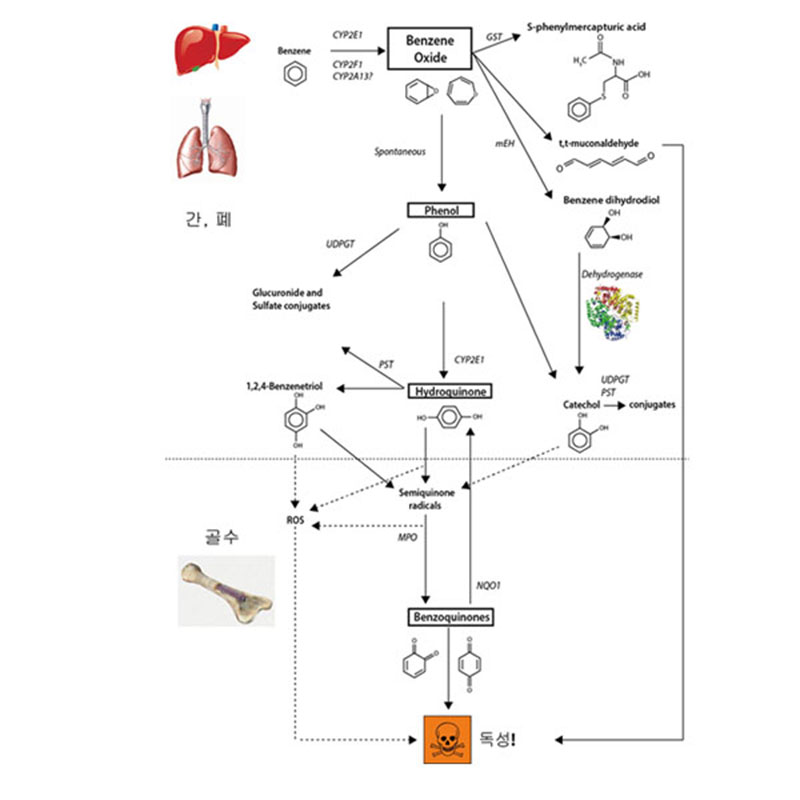 S-phenylmercapturic acid
CYP2E1
Benzene
CYP2F1
CYP2A13?
Benzene
Oxide
GST
O
O
O
H₃C
NH
OH
O
S
Spontaneous
mEH
t,t-muconaldehyde
O
O
간, 폐
Phenol
OH
Benzene dihydrodiol
OH
OH
UDPGT
Dehydrogenase
Glucuronide and
Sulfate conjugates
PST
CYP2E1
1,2,4-Benzenetriol
OH
OH
OH
Hydroquinone
HO
OH
UDPGT
PST
Catechol
conjugates
OH
OH
Semiquinone
radicals
ROS
골수
MPO
NQO1
Benzoquinones
O
O
O
O
독성!